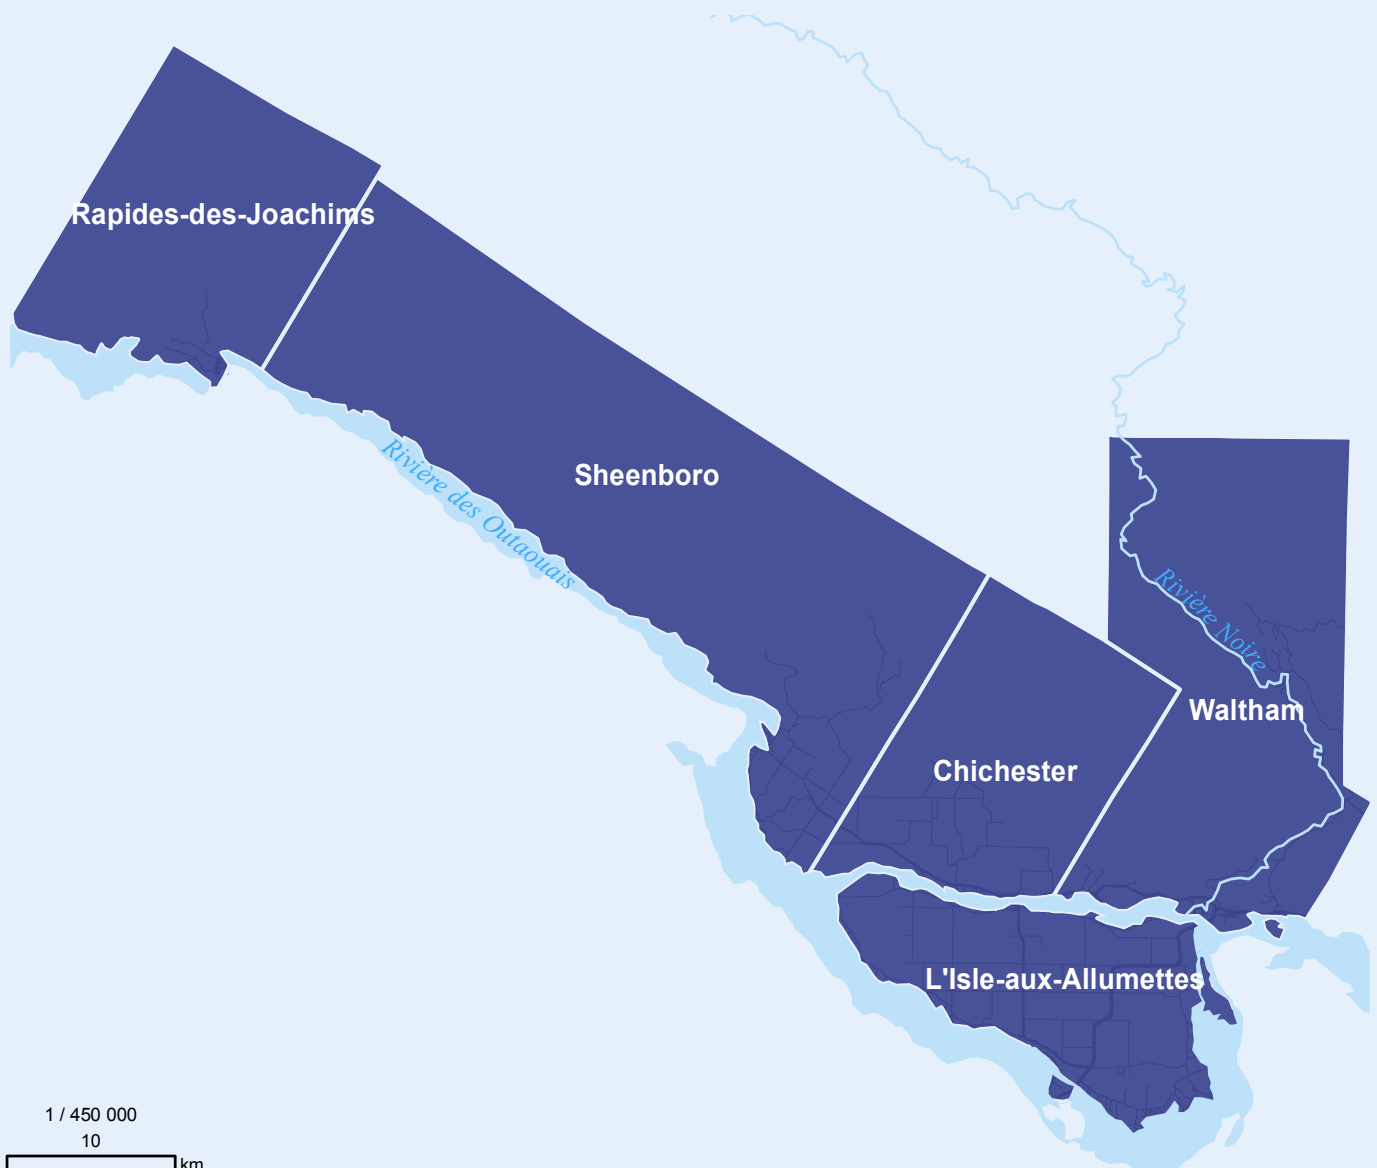 Rapides-des-Joachims
Sheenboro
Rivière des Outaouais
Rivière Noire
Waltham
Chichester
L'Isle-aux-Allumettes
1 / 450 000
10
km